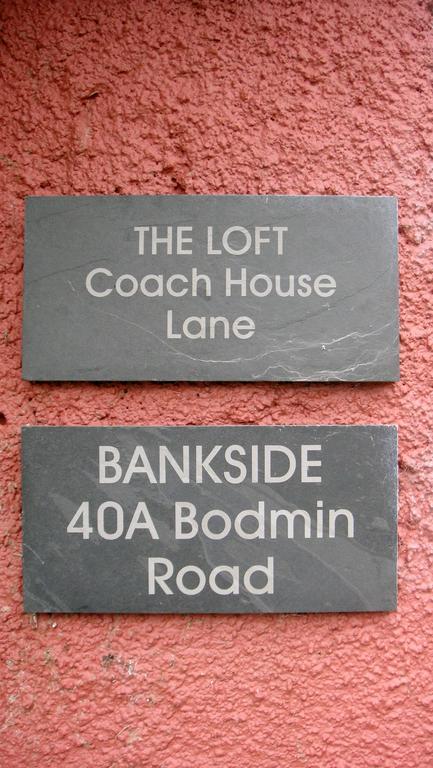 THE LOFT
Coach House
Lane
BANKSIDE
40A Bodmin
Road